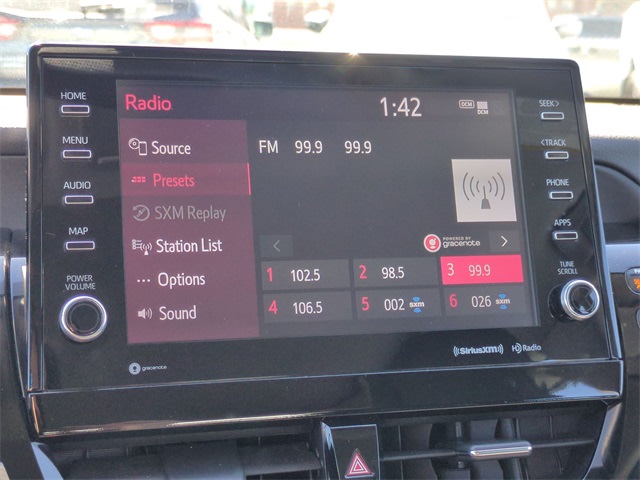 HOME
MENU
AUDIO
MAP
POWER
VOLUME
Radio
1:42
DCM
DCM
Source
Presets
SXM Replay
Station List
Options
Sound
FM 99.9 99.9
POWERED BY
gracenote
1 102.5
2 98.5
3 99.9
4 106.5
5 002 sxm
6 026 sxm
SEEK>
<TRACK
PHONE
APPS
TUNE
SCROLL
gracenote
((SiriusXM))
HD Radio